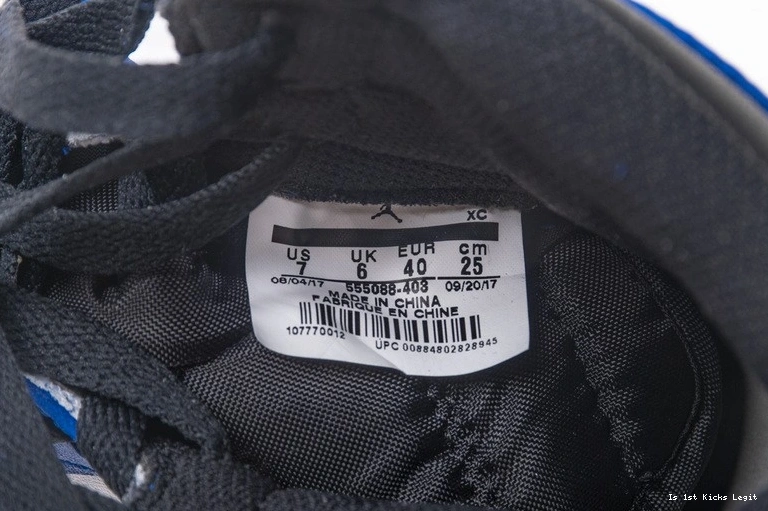 XC
US UK EUR cm
7 6 40 25
08/04/17 555088-403 09/20/17
MADE IN CHINA
FABRIQUE EN CHINE
107770012 UPC 00884802828945
Is 1st Kicks Legit